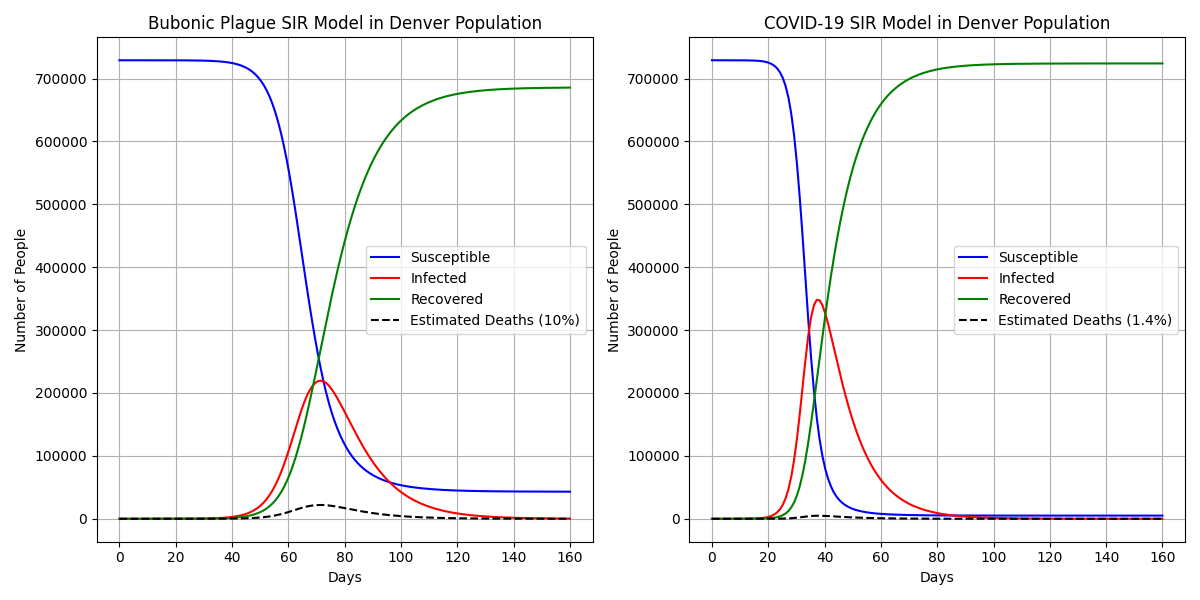 Bubonic Plague SIR Model in Denver Population
Number of People
700000
600000
500000
400000
300000
200000
100000
0
Susceptible
Infected
Recovered
Estimated Deaths (10%)
0 20 40 60 80 100 120 140 160
Days
COVID-19 SIR Model in Denver Population
Number of People
700000
600000
500000
400000
300000
200000
100000
0
Susceptible
Infected
Recovered
Estimated Deaths (1.4%)
0 20 40 60 80 100 120 140 160
Days